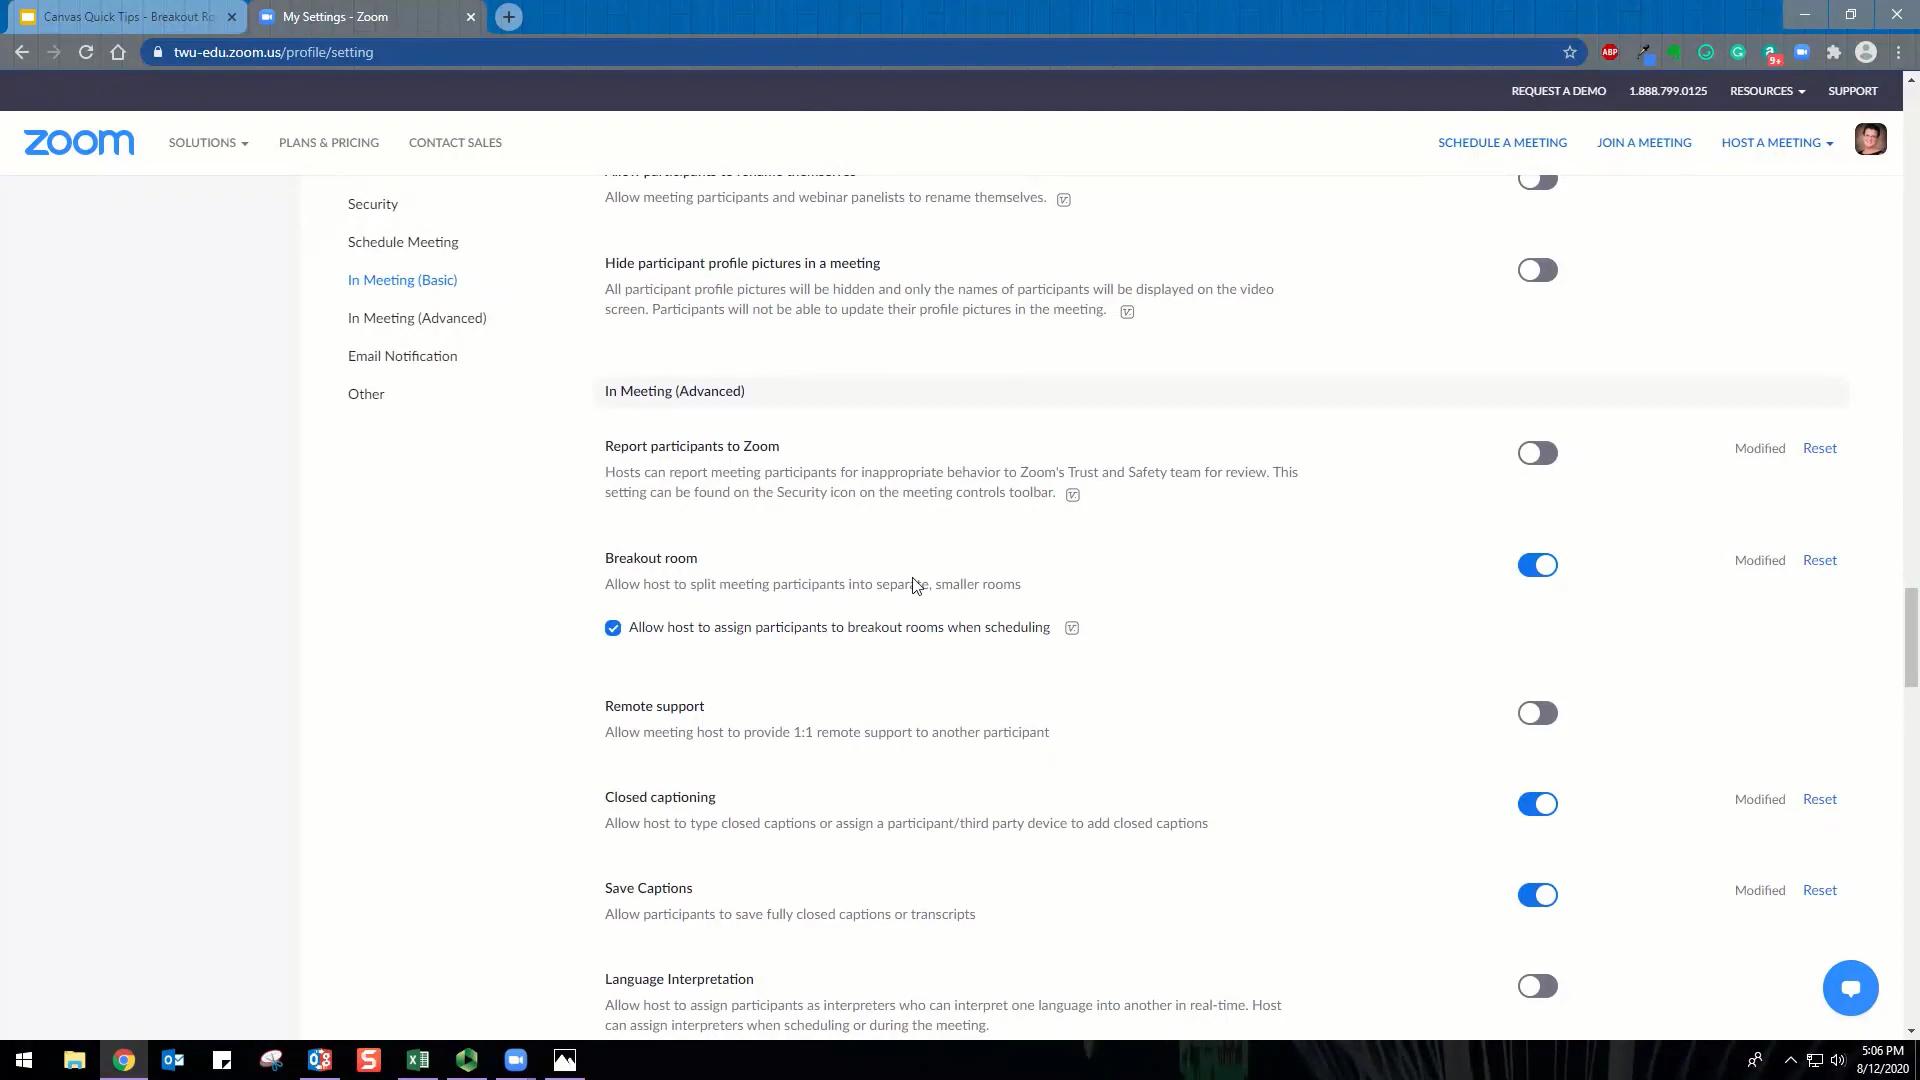 Canvas Quick Tips - Breakout Ro
My Settings - Zoom
twu-edu.zoom.us/profile/setting
ABP
9+
REQUEST A DEMO 1.888.799.0125 RESOURCES SUPPORT
zoom SOLUTIONS PLANS & PRICING CONTACT SALES SCHEDULE A MEETING JOIN A MEETING HOST A MEETING
Allow participants to rename themselves
Allow meeting participants and webinar panelists to rename themselves.
Security
Schedule Meeting
In Meeting (Basic)
In Meeting (Advanced)
Email Notification
Other
Hide participant profile pictures in a meeting
All participant profile pictures will be hidden and only the names of participants will be displayed on the video
screen. Participants will not be able to update their profile pictures in the meeting.
In Meeting (Advanced)
Report participants to Zoom
Modified Reset
Hosts can report meeting participants for inappropriate behavior to Zoom's Trust and Safety team for review. This
setting can be found on the Security icon on the meeting controls toolbar.
Breakout room
Modified Reset
Allow host to split meeting participants into separate, smaller rooms
Allow host to assign participants to breakout rooms when scheduling
Remote support
Allow meeting host to provide 1:1 remote support to another participant
Closed captioning
Modified Reset
Allow host to type closed captions or assign a participant/third party device to add closed captions
Save Captions
Modified Reset
Allow participants to save fully closed captions or transcripts
Language Interpretation
Allow host to assign participants as interpreters who can interpret one language into another in real-time. Host
can assign interpreters when scheduling or during the meeting.
5:06 PM
8/12/2020